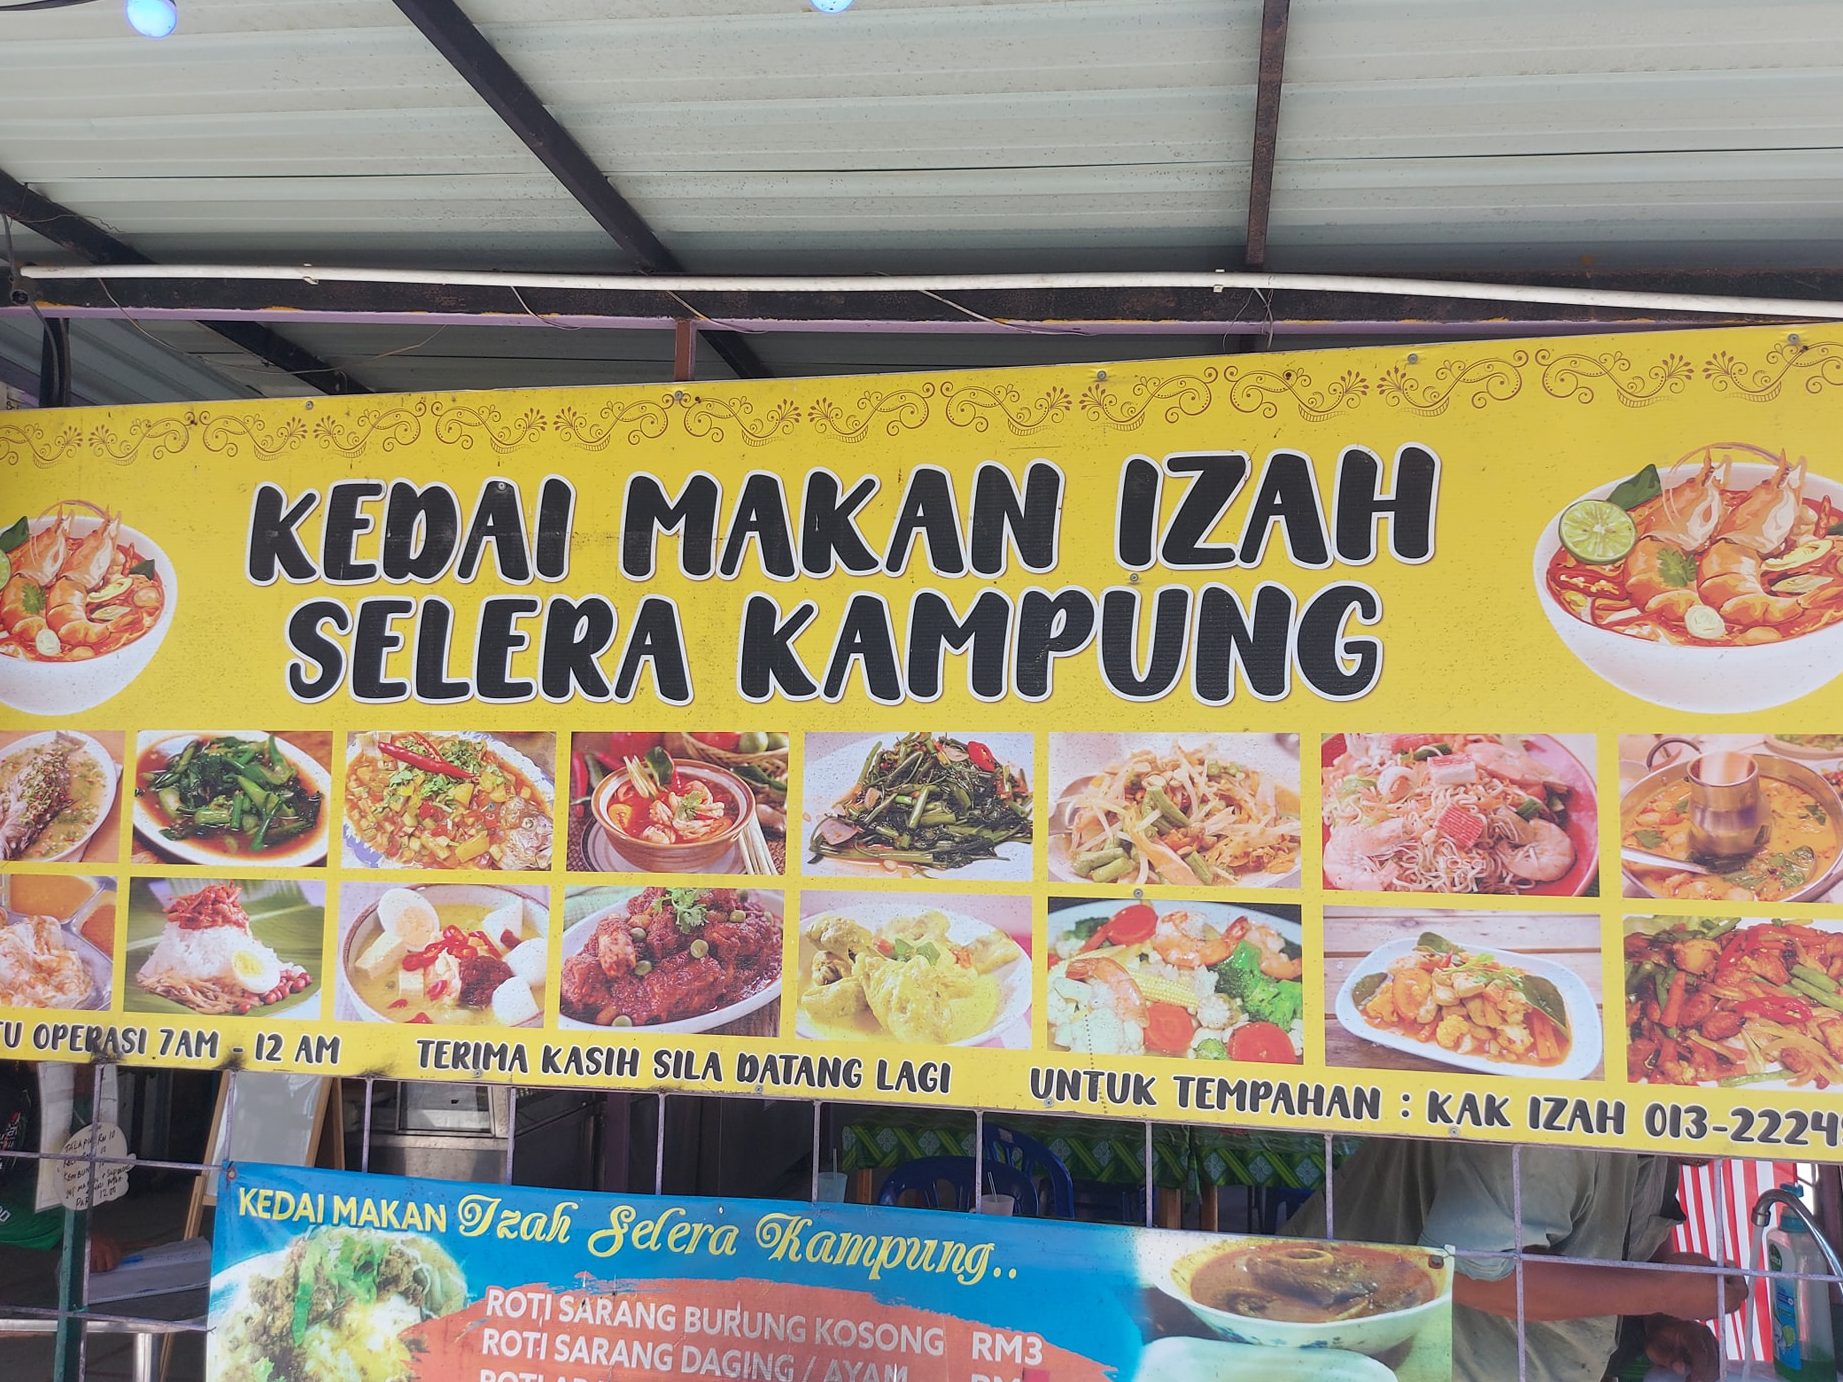 KEDAI MAKAN IZAH
SELERA KAMPUNG
OPERASI 7AM - 12 AM
TERIMA KASIH SILA DATANG LAGI
UNTUK TEMPAHAN : KAK IZAH 013-2224
KEDAI MAKAN Izah Selera Kampung..
ROTI SARANG BURUNG KOSONG RM3
ROTI SARANG DAGING / AYAM